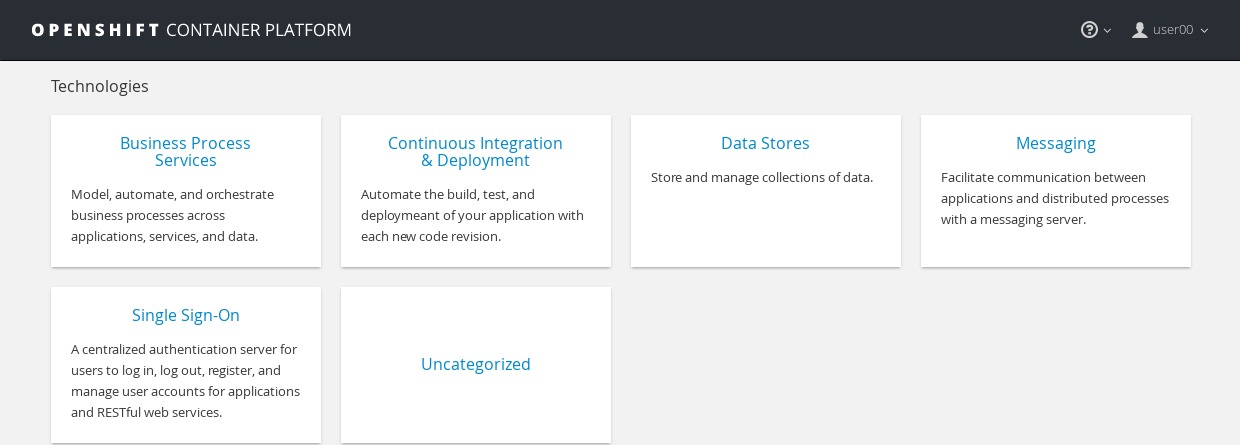 OPENSHIFT CONTAINER PLATFORM
user00
Technologies
Business Process
Services
Model, automate, and orchestrate
business processes across
applications, services, and data.
Continuous Integration
& Deployment
Automate the build, test, and
deploymeant of your application with
each new code revision.
Data Stores
Store and manage collections of data.
Messaging
Facilitate communication between
applications and distributed processes
with a messaging server.
Single Sign-On
A centralized authentication server for
users to log in, log out, register, and
manage user accounts for applications
and RESTful web services.
Uncategorized